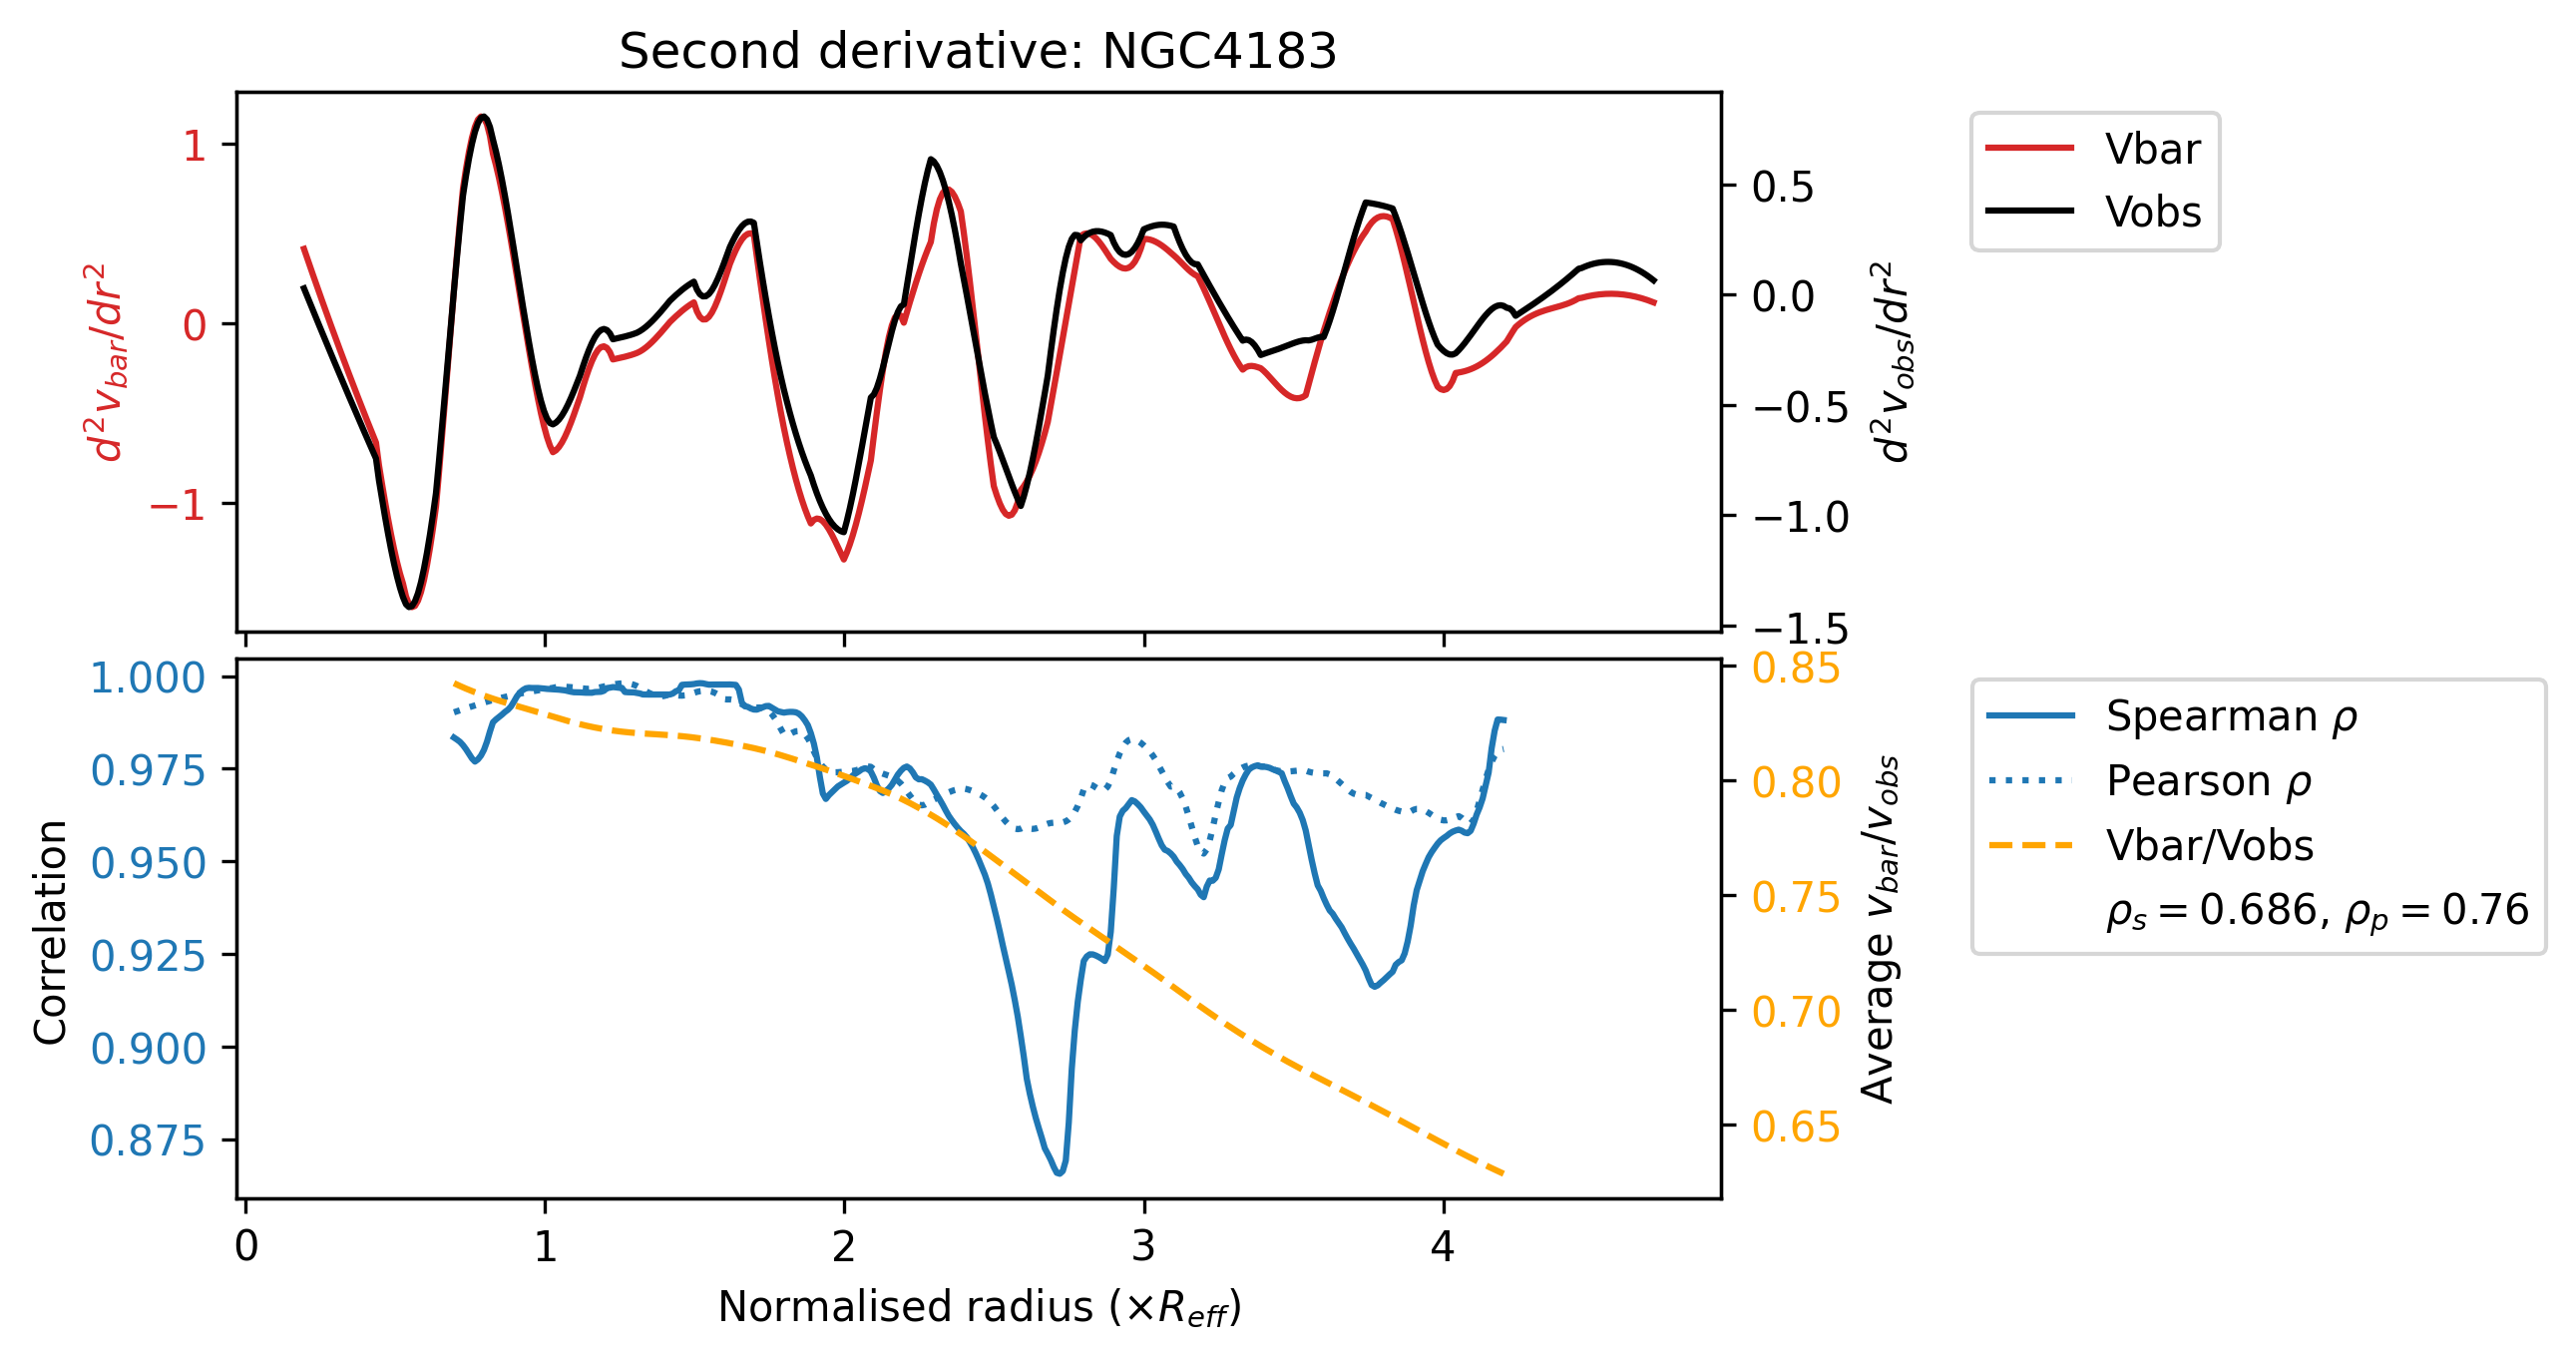 Second derivative: NGC4183
1
0
−1
d²v_bar/dr²
0.5
0.0
−0.5
−1.0
−1.5
d²v_obs/dr²
Vbar
Vobs
1.000
0.975
0.950
0.925
0.900
0.875
Correlation
0.85
0.80
0.75
0.70
0.65
Average v_bar/v_obs
Spearman ρ
Pearson ρ
Vbar/Vobs
ρ_s = 0.686, ρ_p = 0.76
0 1 2 3 4
Normalised radius (×R_eff)